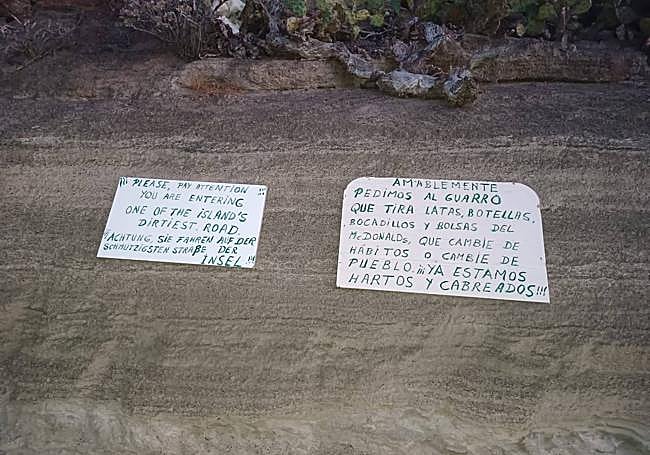 ¡¡¡ PLEASE, PAY ATTENTION !!!
YOU ARE ENTERING
ONE OF THE ISLAND'S
DIRTIEST. ROAD.
¡¡ACHTUNG, SIE FAHREN AUF DER
SCHMUTZIGSTEN STRAßE DER
INSEL.!!!
AMABLEMENTE
PEDIMOS AL GUARRO
QUE TIRA LATAS, BOTELLAS,
BOCADILLOS Y BOLSAS DEL
McDONALDs, QUE CAMBIE DE
HABITOS O CAMBIE DE
PUEBLO. ¡¡¡YA ESTAMOS
HARTOS Y CABREADOS!!!